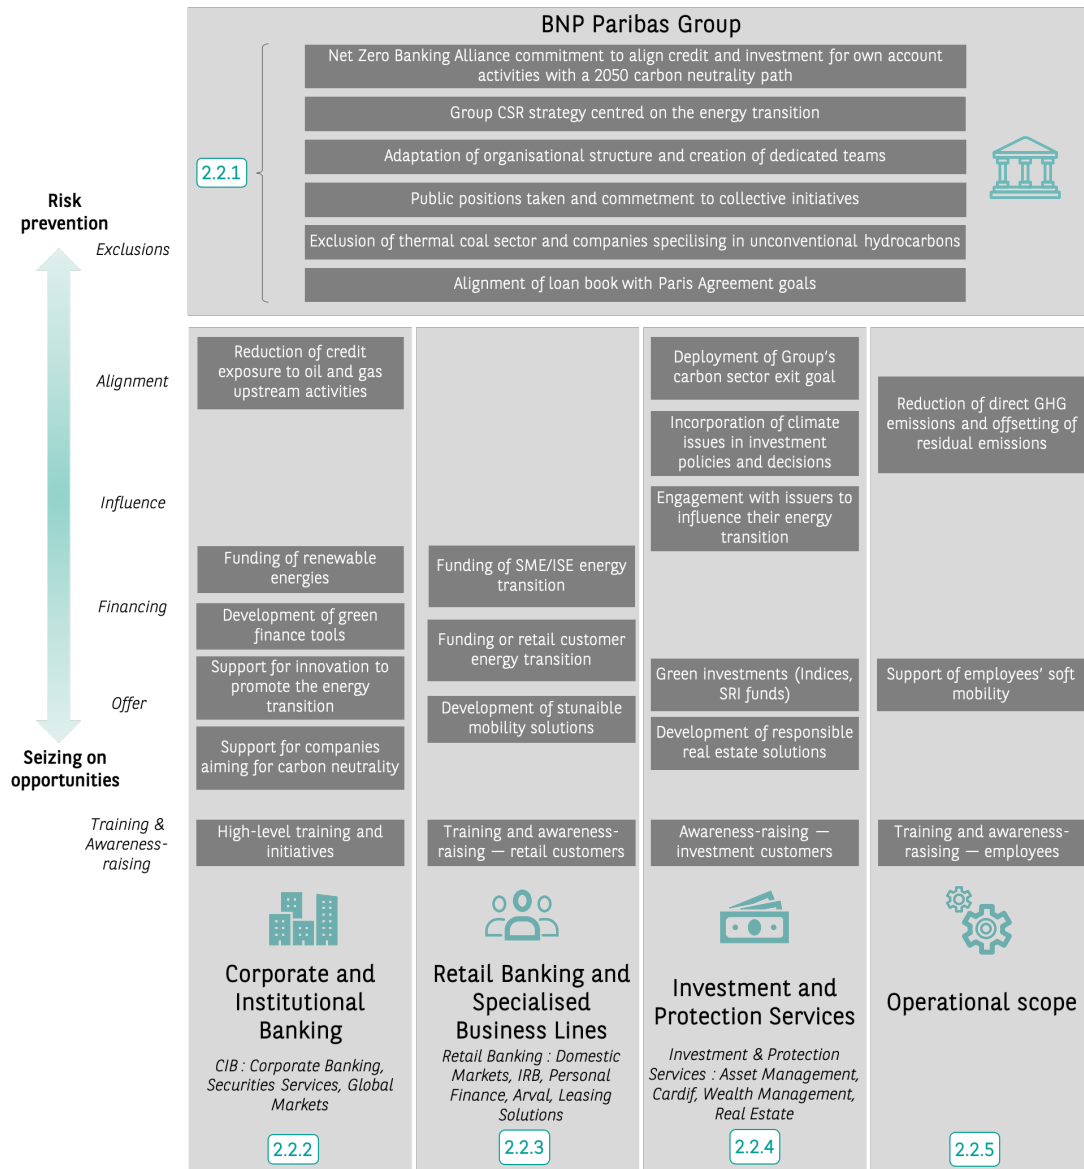 BNP Paribas Group
Net Zero Banking Alliance commitment to align credit and investment for own account
activities with a 2050 carbon neutrality path
Group CSR strategy centred on the energy transition
2.2.1
Adaptation of organisational structure and creation of dedicated teams
Public positions taken and commitment to collective initiatives
Exclusion of thermal coal sector and companies specilising in unconventional hydrocarbons
Alignment of loan book with Paris Agreement goals
Risk
prevention
Exclusions
Alignment
Influence
Financing
Offer
Seizing on
opportunities
Training &
Awareness-
raising
Reduction of credit
exposure to oil and gas
upstream activities
Funding of renewable
energies
Development of green
finance tools
Support for innovation to
promote the energy
transition
Support for companies
aiming for carbon neutrality
High-level training and
initiatives
Corporate and
Institutional
Banking
CIB : Corporate Banking,
Securities Services, Global
Markets
2.2.2
Funding of SME/ISE energy
transition
Funding or retail customer
energy transition
Development of stunaible
mobility solutions
Training and awareness-
raising — retail customers
Retail Banking and
Specialised
Business Lines
Retail Banking : Domestic
Markets, IRB, Personal
Finance, Arval, Leasing
Solutions
2.2.3
Deployment of Group's
carbon sector exit goal
Incorporation of climate
issues in investment
policies and decisions
Engagement with issuers to
influence their energy
transition
Green investments (Indices,
SRI funds)
Development of responsible
real estate solutions
Awareness-raising —
investment customers
Investment and
Protection Services
Investment & Protection
Services : Asset Management,
Cardif, Wealth Management,
Real Estate
2.2.4
Reduction of direct GHG
emissions and offsetting of
residual emissions
Support of employees' soft
mobility
Training and awareness-
rasising — employees
Operational scope
2.2.5